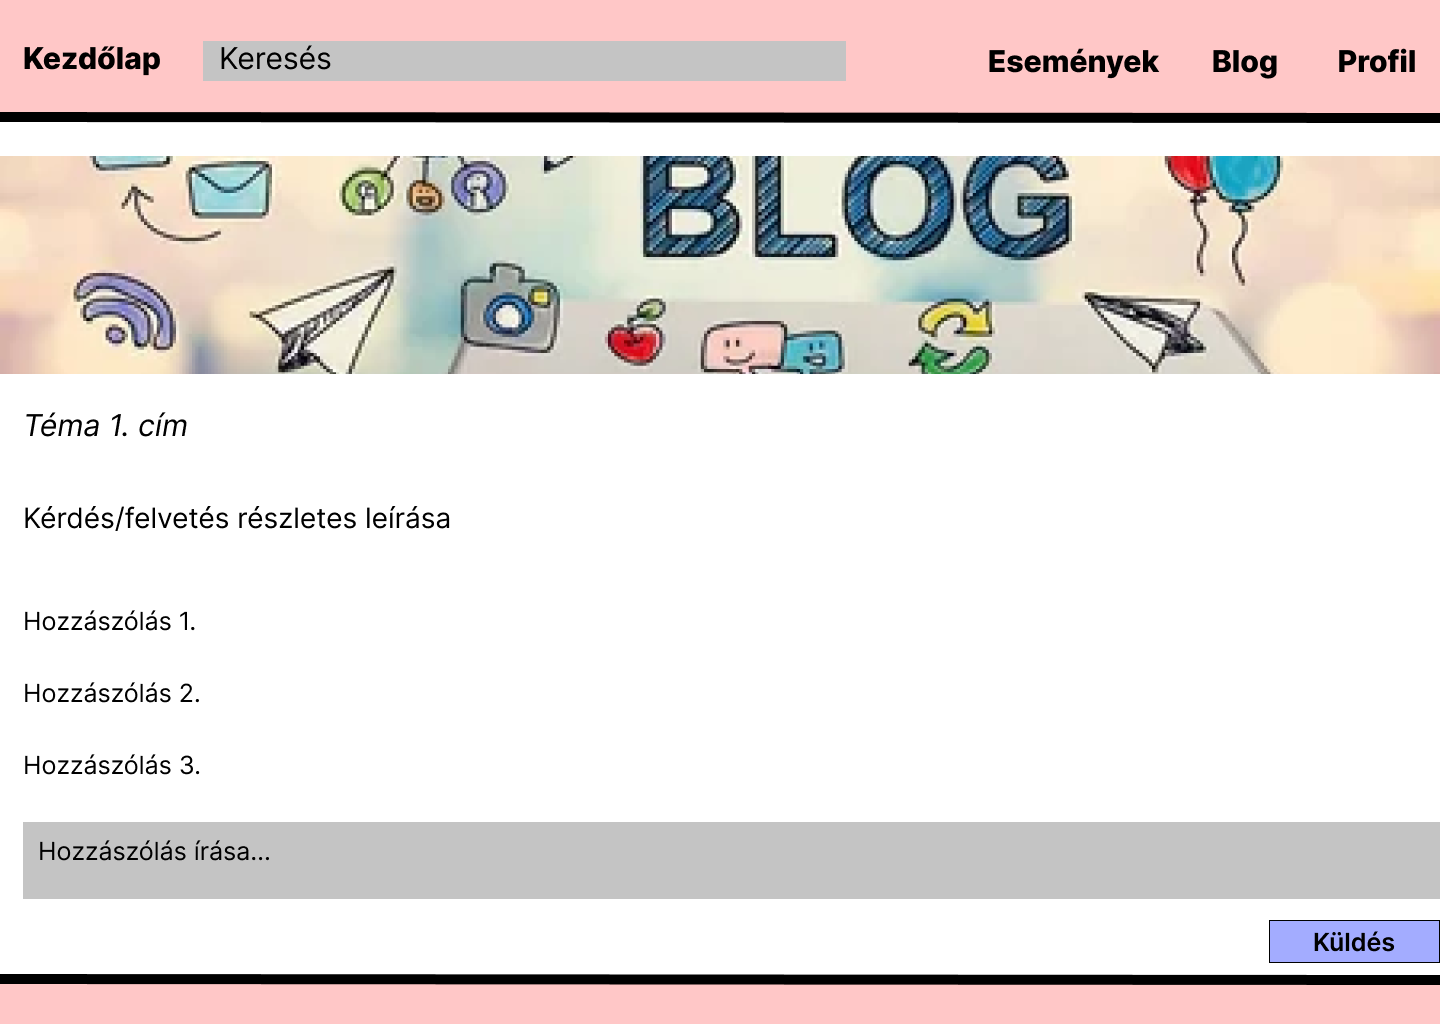 Kezdőlap
Keresés
Események
Blog
Profil
BLOG
Téma 1. cím
Kérdés/felvetés részletes leírása
Hozzászólás 1.
Hozzászólás 2.
Hozzászólás 3.
Hozzászólás írása...
Küldés